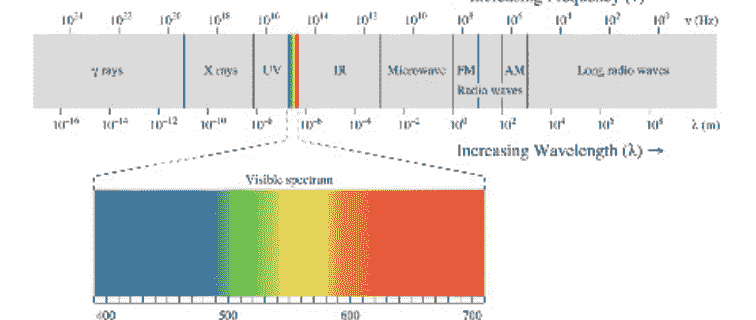 Increasing Frequency (ν)
10²⁴ 10²² 10²⁰ 10¹⁸ 10¹⁶ 10¹⁴ 10¹² 10¹⁰ 10⁸ 10⁶ 10⁴ 10² 10⁰ ν (Hz)
γ rays X rays UV IR Microwave FM AM Long radio waves
Radio waves
10⁻¹⁶ 10⁻¹⁴ 10⁻¹² 10⁻¹⁰ 10⁻⁸ 10⁻⁶ 10⁻⁴ 10⁻² 10⁰ 10² 10⁴ 10⁶ 10⁸ λ (m)
Increasing Wavelength (λ) →
Visible spectrum
400 500 600 700